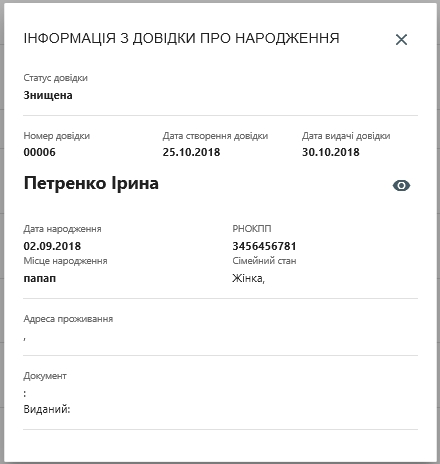 ІНФОРМАЦІЯ З ДОВІДКИ ПРО НАРОДЖЕННЯ
Статус довідки
Знищена
Номер довідки Дата створення довідки Дата видачі довідки
00006 25.10.2018 30.10.2018
Петренко Ірина
Дата народження РНОКПП
02.09.2018 3456456781
Місце народження Сімейний стан
папап Жінка,
Адреса проживання
,
Документ
:
Виданий: